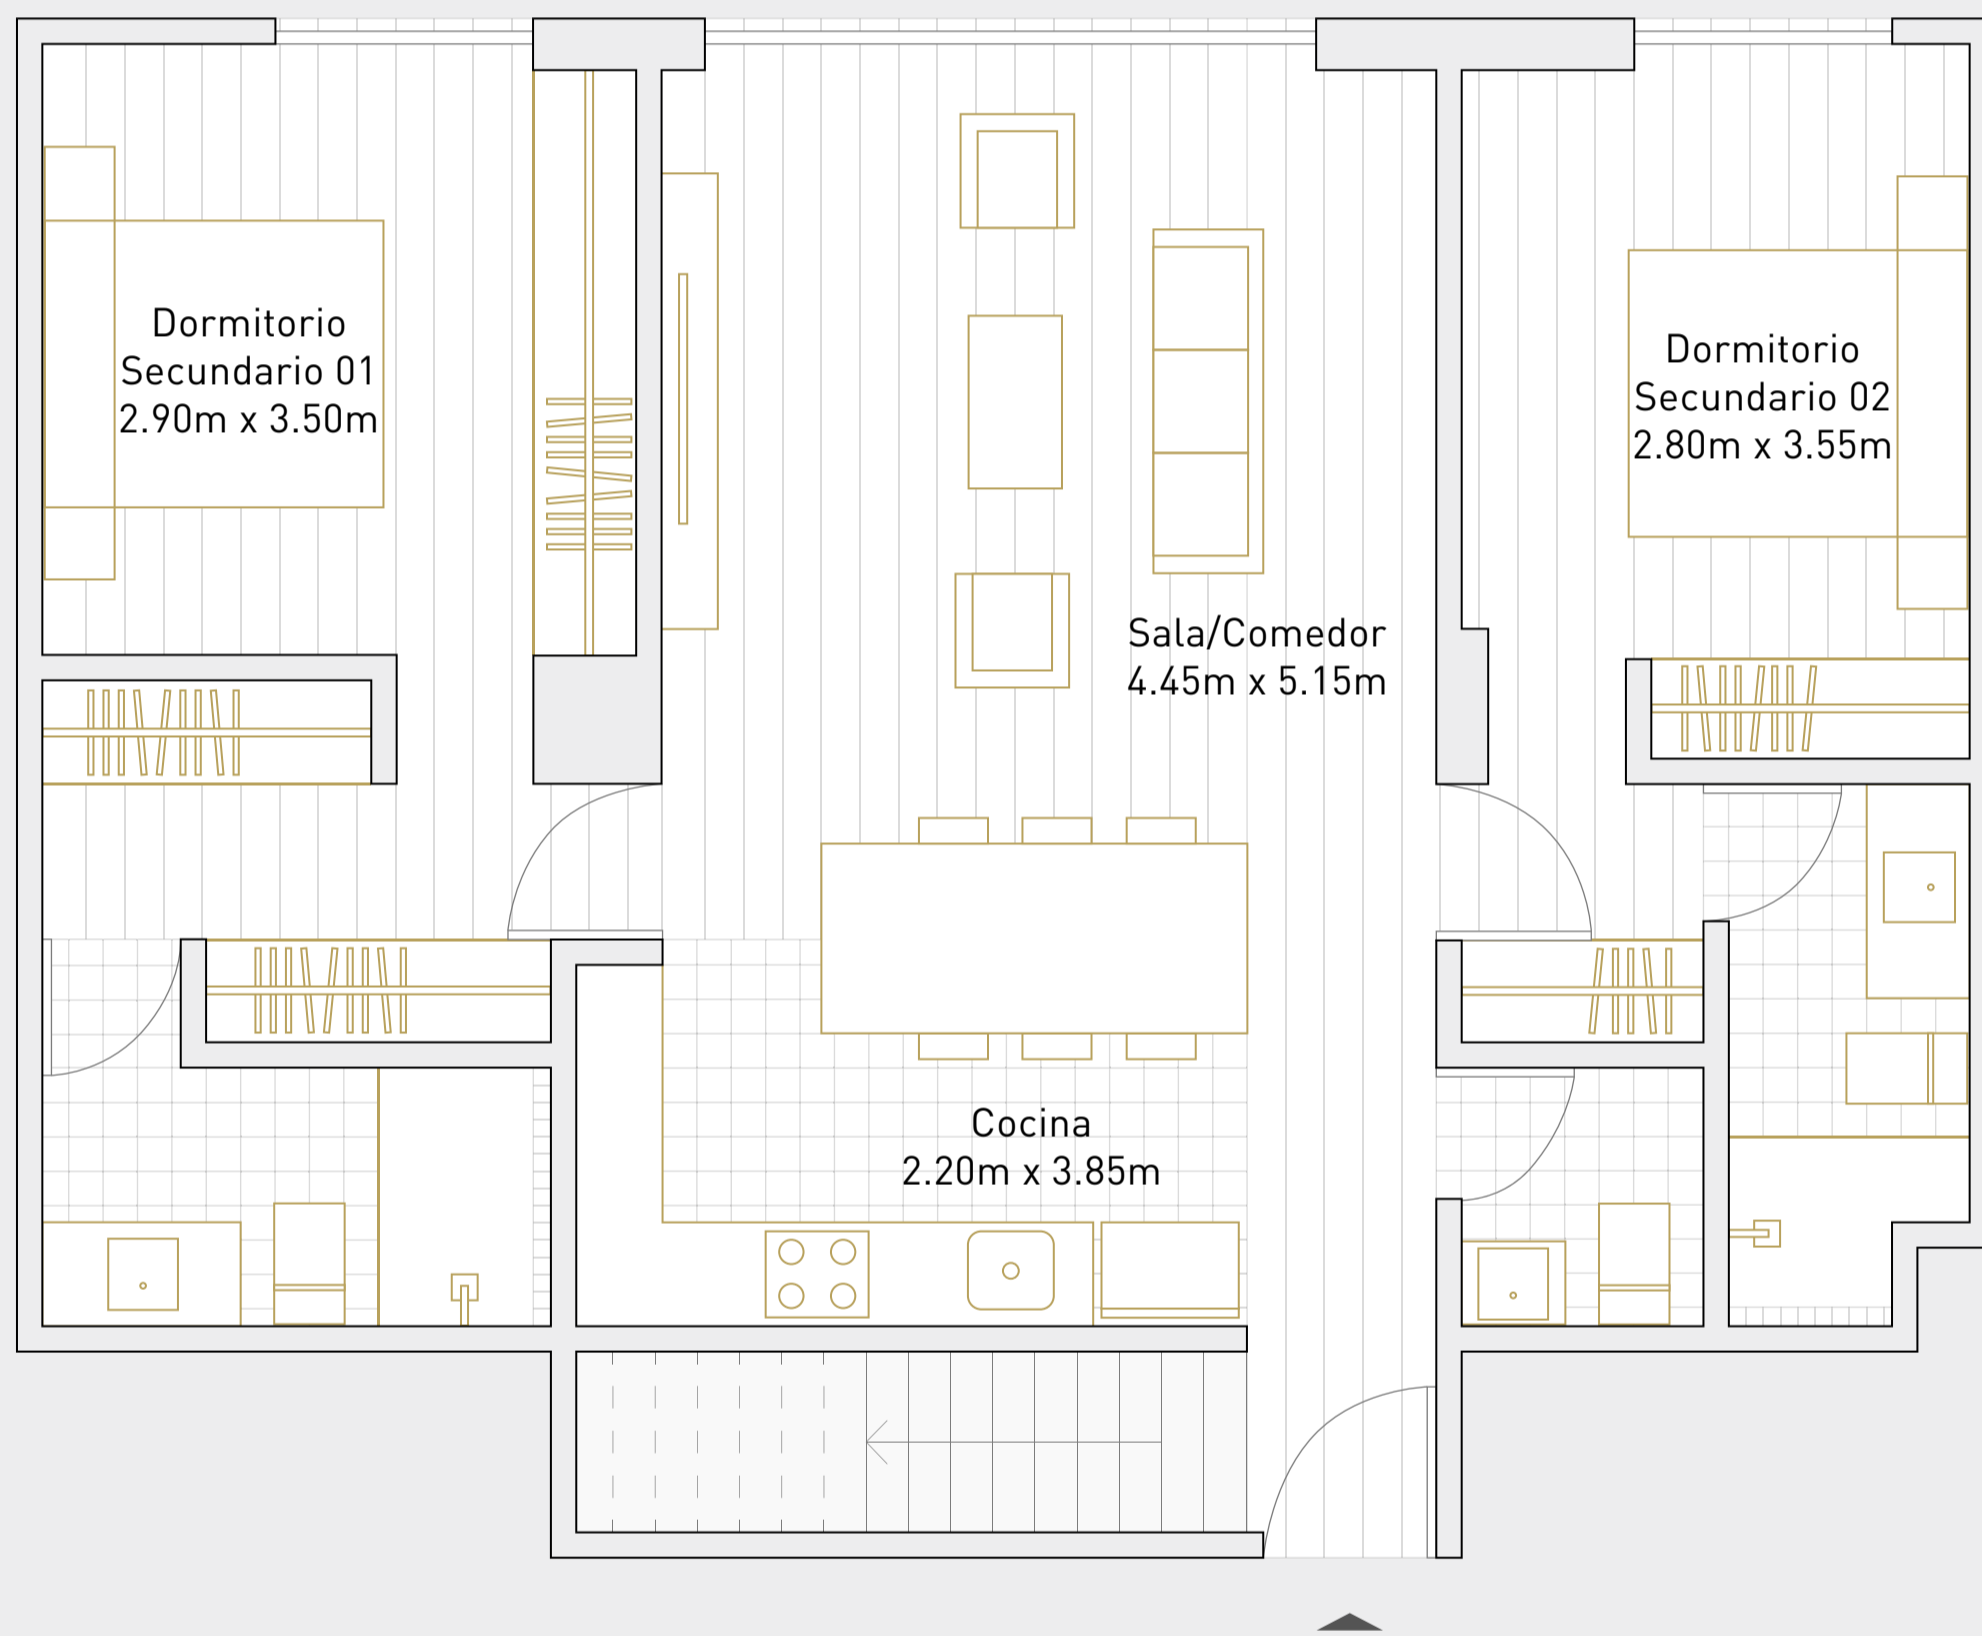 Dormitorio
Secundario 01
2.90m x 3.50m
Dormitorio
Secundario 02
2.80m x 3.55m
Sala/Comedor
4.45m x 5.15m
Cocina
2.20m x 3.85m